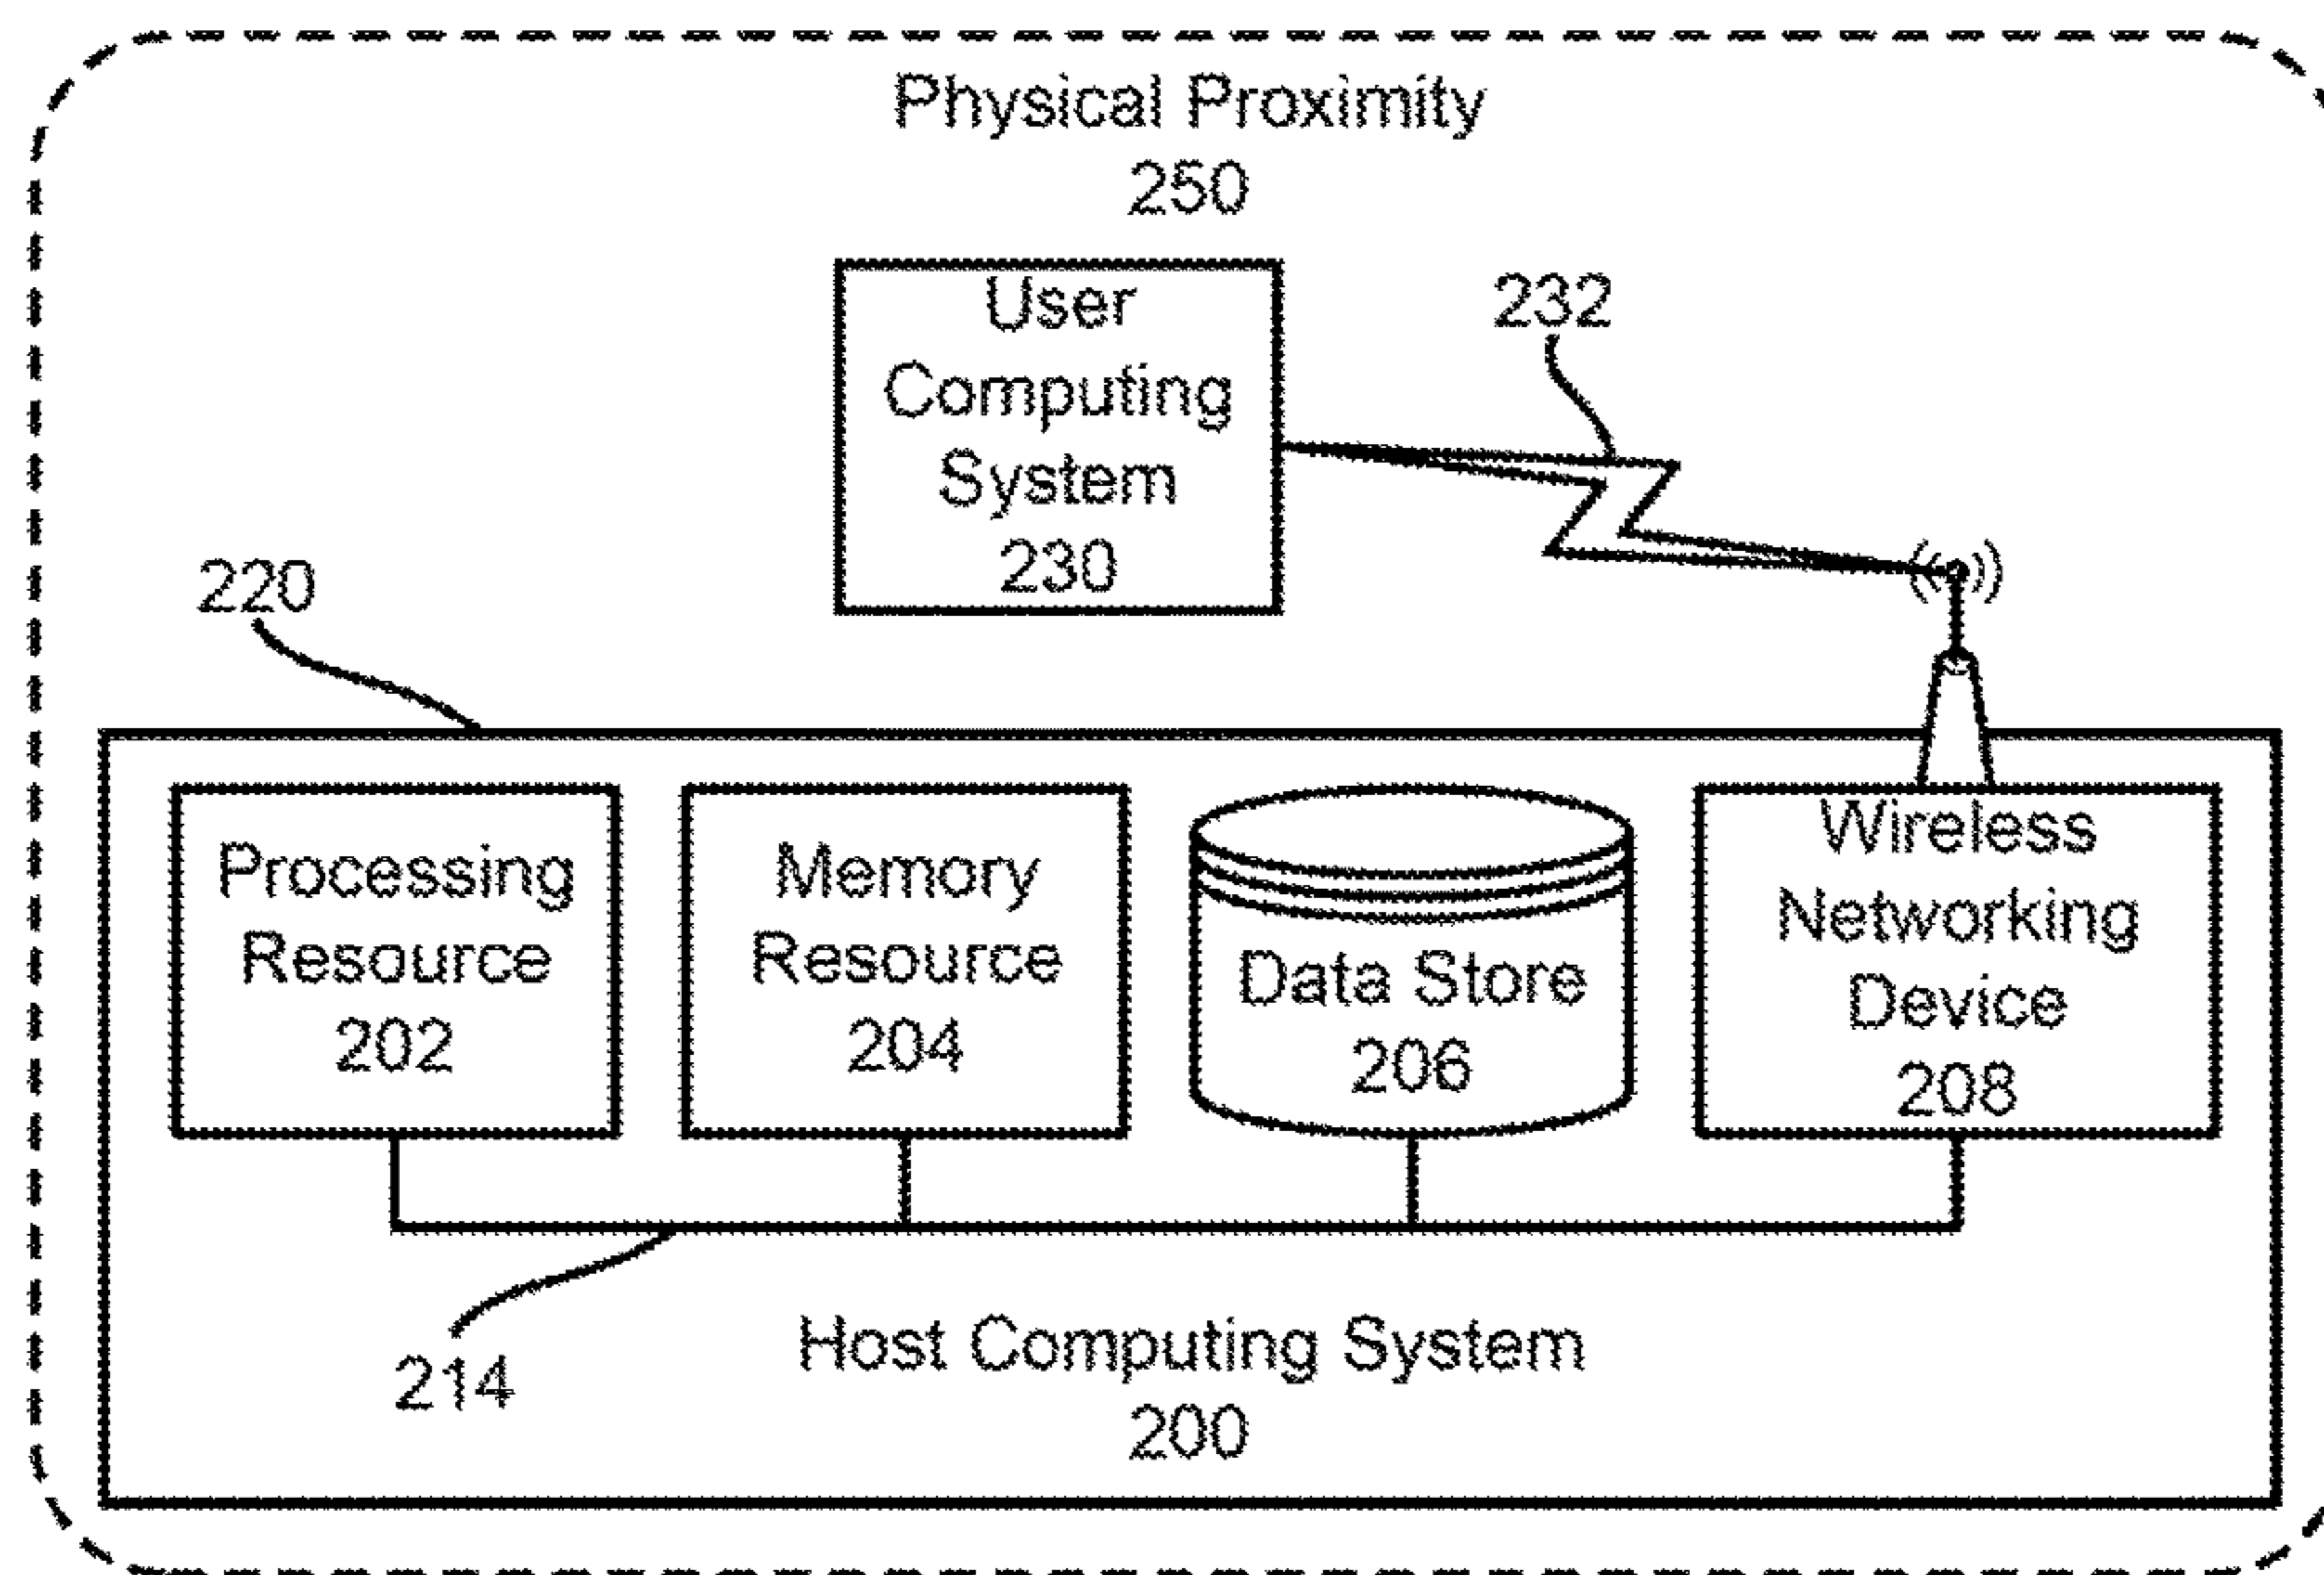 Physical Proximity
250
User
Computing
System
230
232
220
Processing
Resource
202
Memory
Resource
204
Data Store
206
Wireless
Networking
Device
208
214
Host Computing System
200